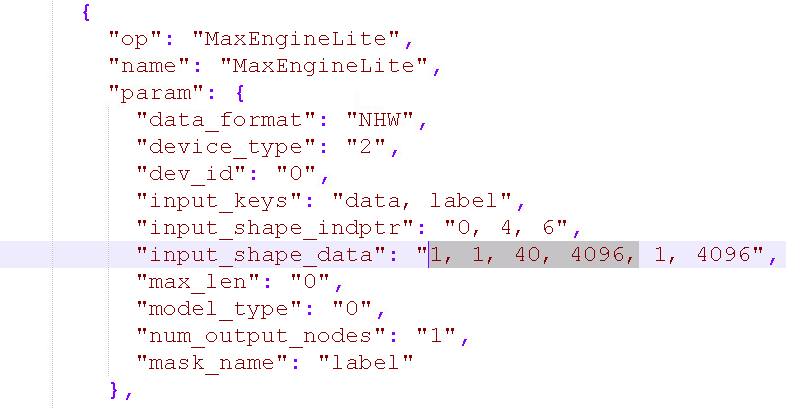 {
"op": "MaxEngineLite",
"name": "MaxEngineLite",
"param": {
"data_format": "NHW",
"device_type": "2",
"dev_id": "0",
"input_keys": "data, label",
"input_shape_indptr": "0, 4, 6",
"input_shape_data": "1, 1, 40, 4096, 1, 4096",
"max_len": "0",
"model_type": "0",
"num_output_nodes": "1",
"mask_name": "label"
},